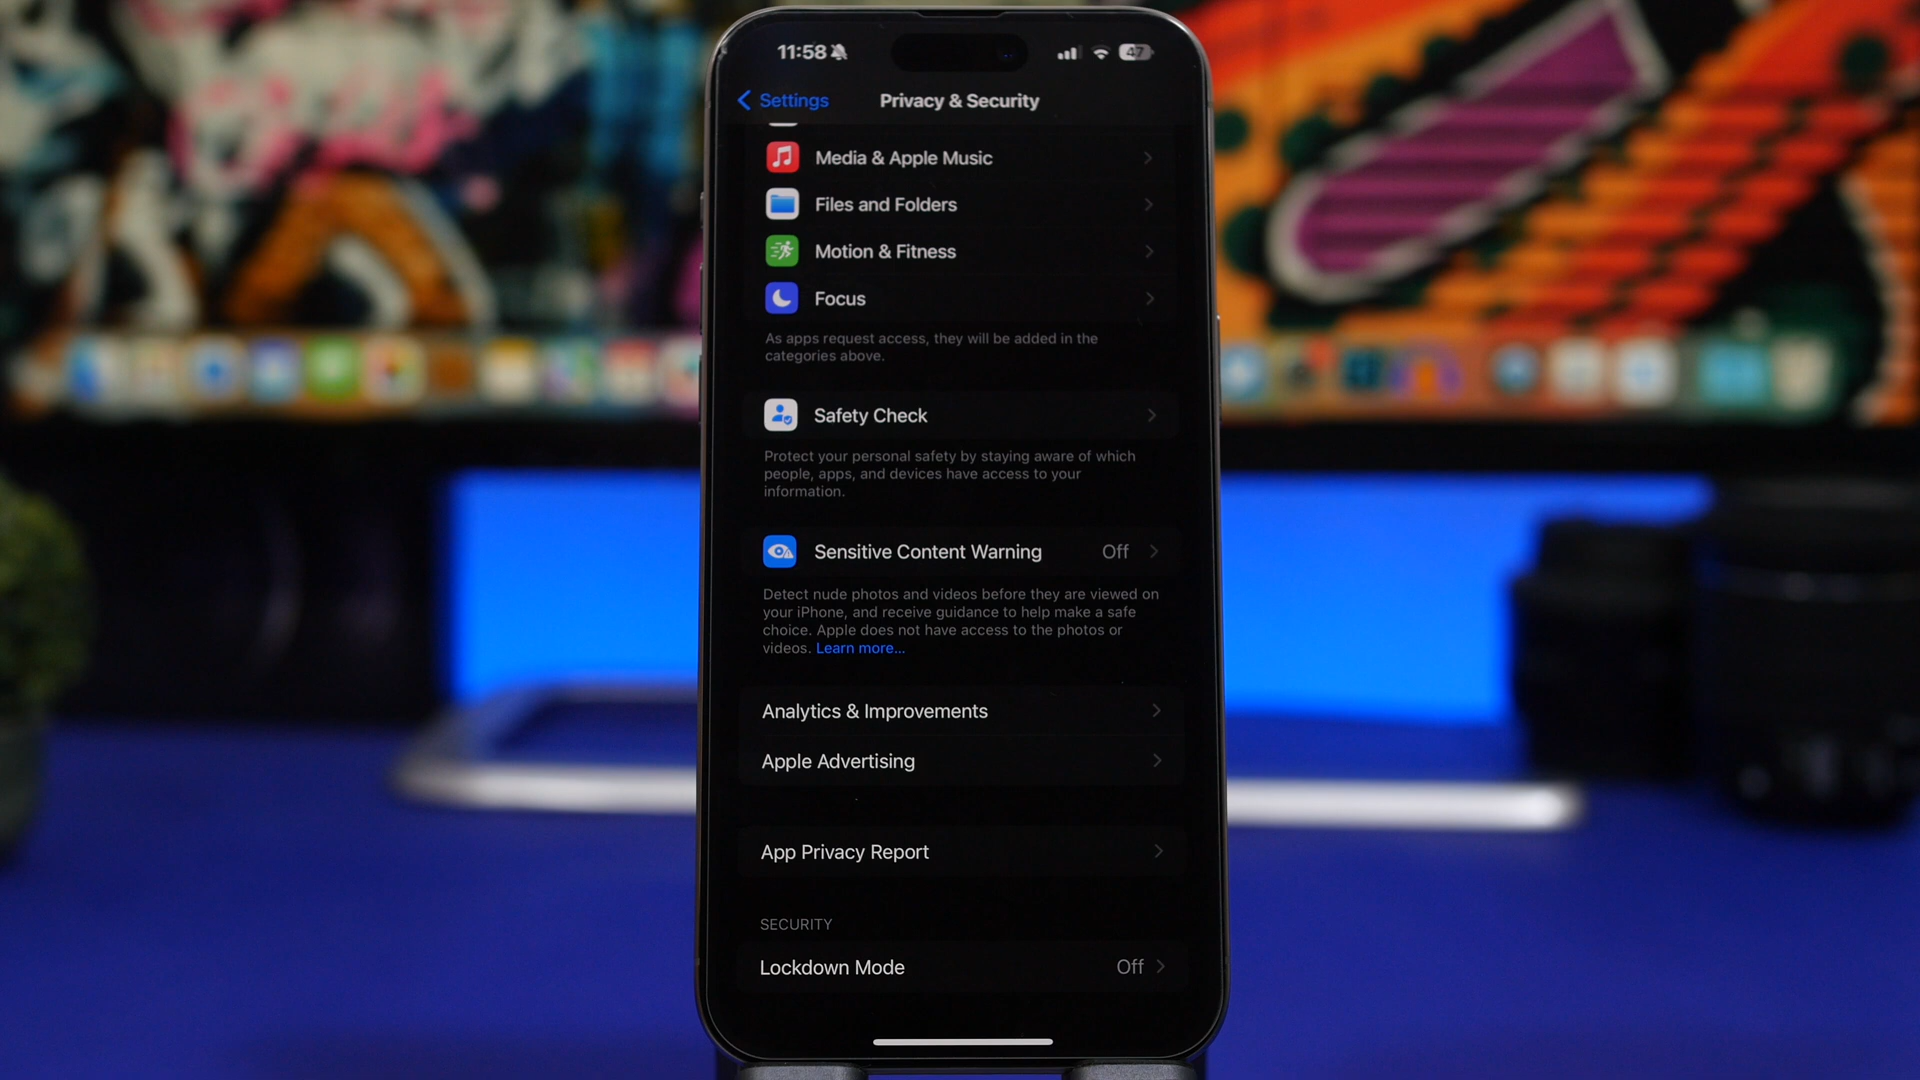 11:58
47
Settings
Privacy & Security
Media & Apple Music
Files and Folders
Motion & Fitness
Focus
As apps request access, they will be added in the
categories above.
Safety Check
Protect your personal safety by staying aware of which
people, apps, and devices have access to your
information.
Sensitive Content Warning
Off
Detect nude photos and videos before they are viewed on
your iPhone, and receive guidance to help make a safe
choice. Apple does not have access to the photos or
videos. Learn more...
Analytics & Improvements
Apple Advertising
App Privacy Report
SECURITY
Lockdown Mode
Off